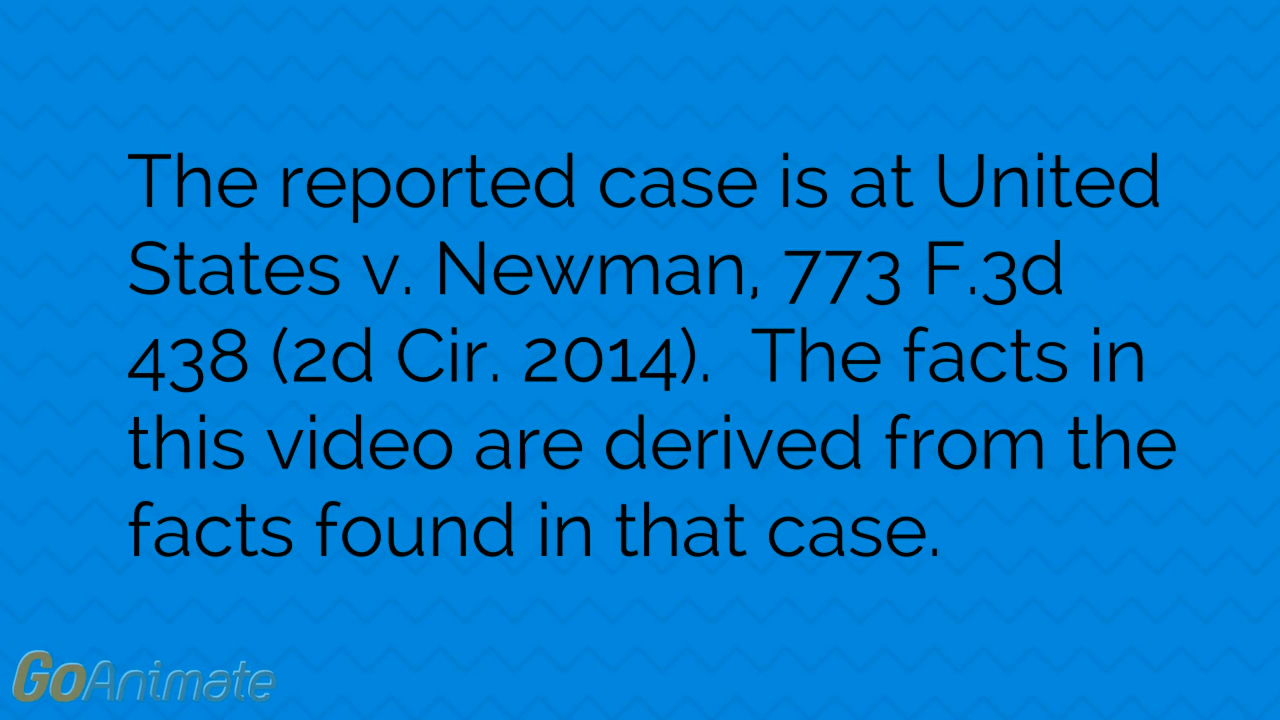 The reported case is at United
States v. Newman, 773 F.3d
438 (2d Cir. 2014).  The facts in
this video are derived from the
facts found in that case.
GoAnimate